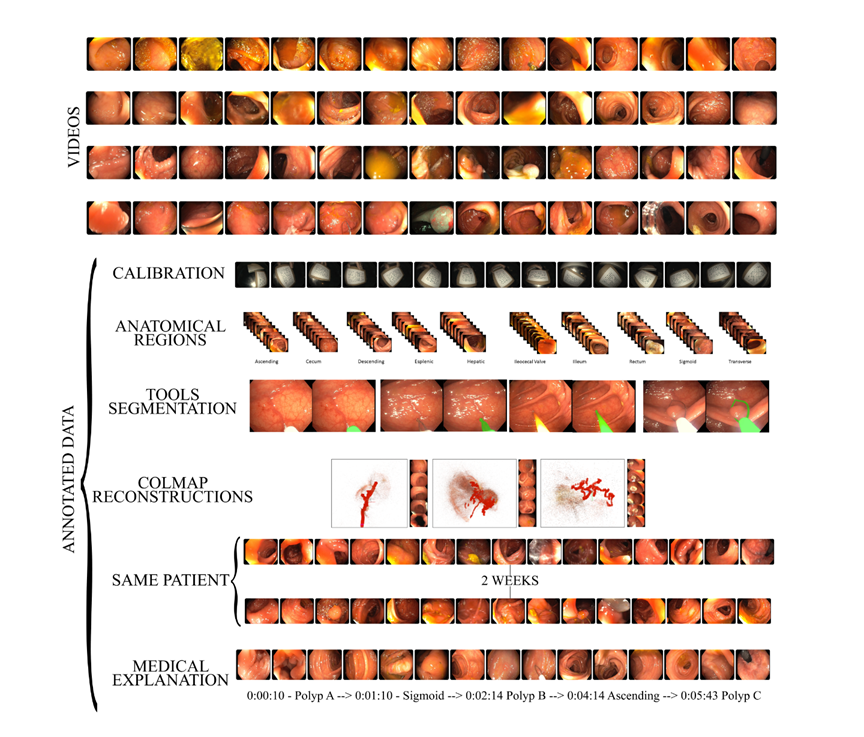 VIDEOS
ANNOTATED DATA
CALIBRATION
ANATOMICAL
REGIONS
Ascending
Cecum
Descending
Esplenic
Hepatic
Ileocecal Valve
Illeum
Rectum
Sigmoid
Transverse
TOOLS
SEGMENTATION
COLMAP
RECONSTRUCTIONS
SAME PATIENT
2 WEEKS
MEDICAL
EXPLANATION
0:00:10 - Polyp A --> 0:01:10 - Sigmoid --> 0:02:14 Polyp B --> 0:04:14 Ascending --> 0:05:43 Polyp C